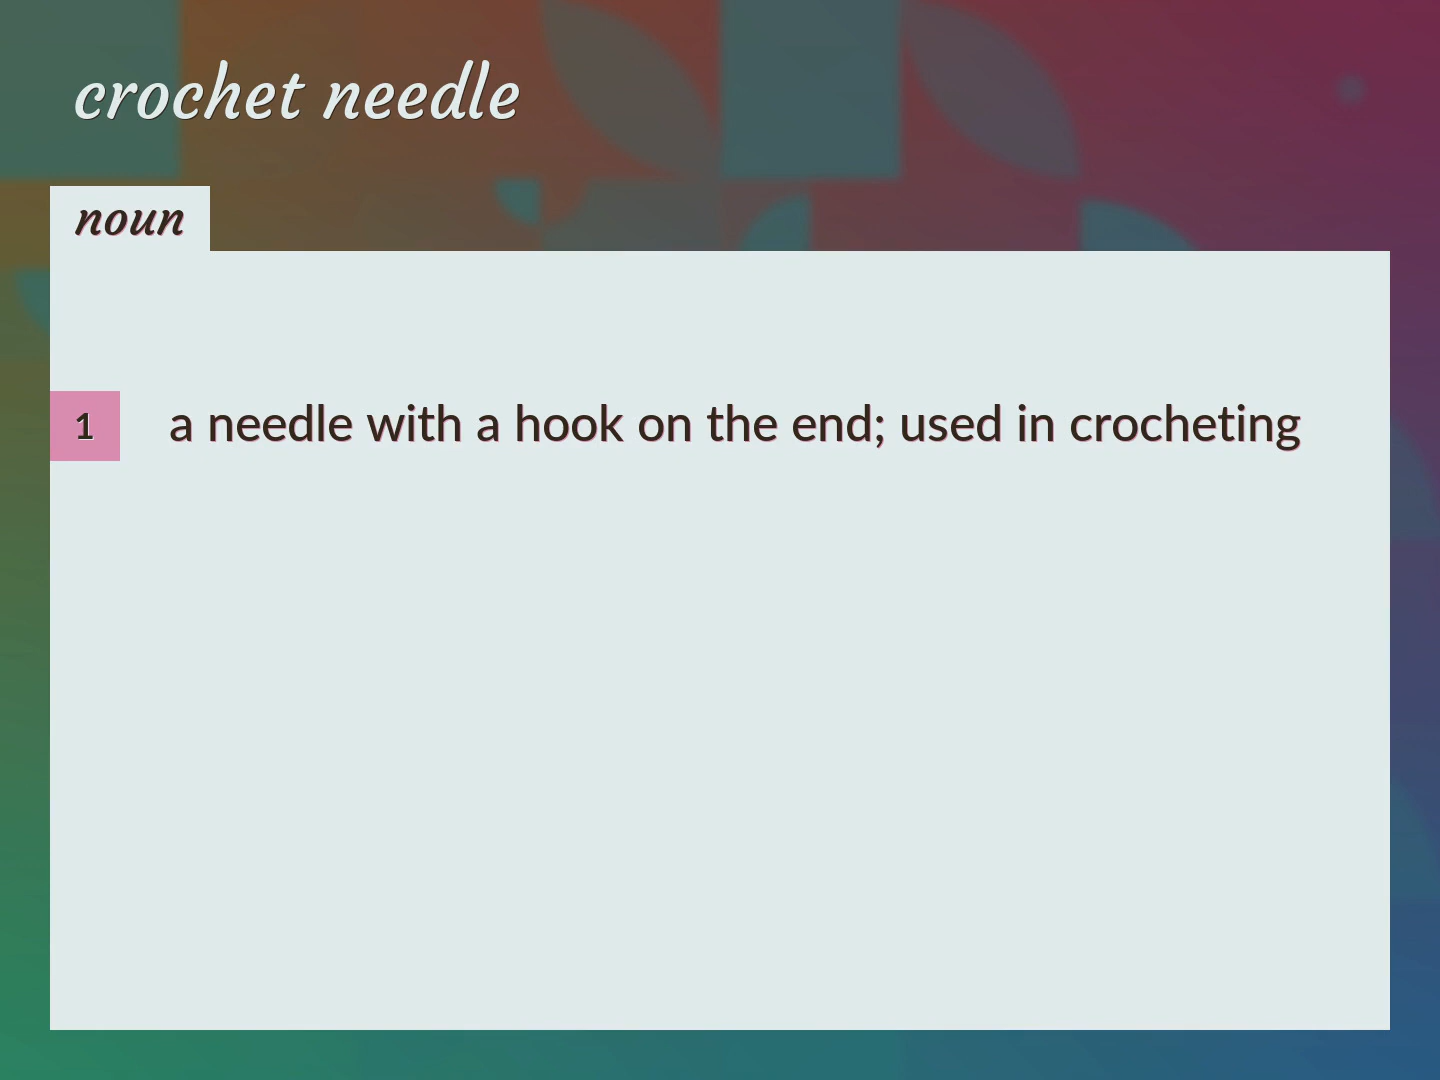 crochet needle
noun
1 a needle with a hook on the end; used in crocheting